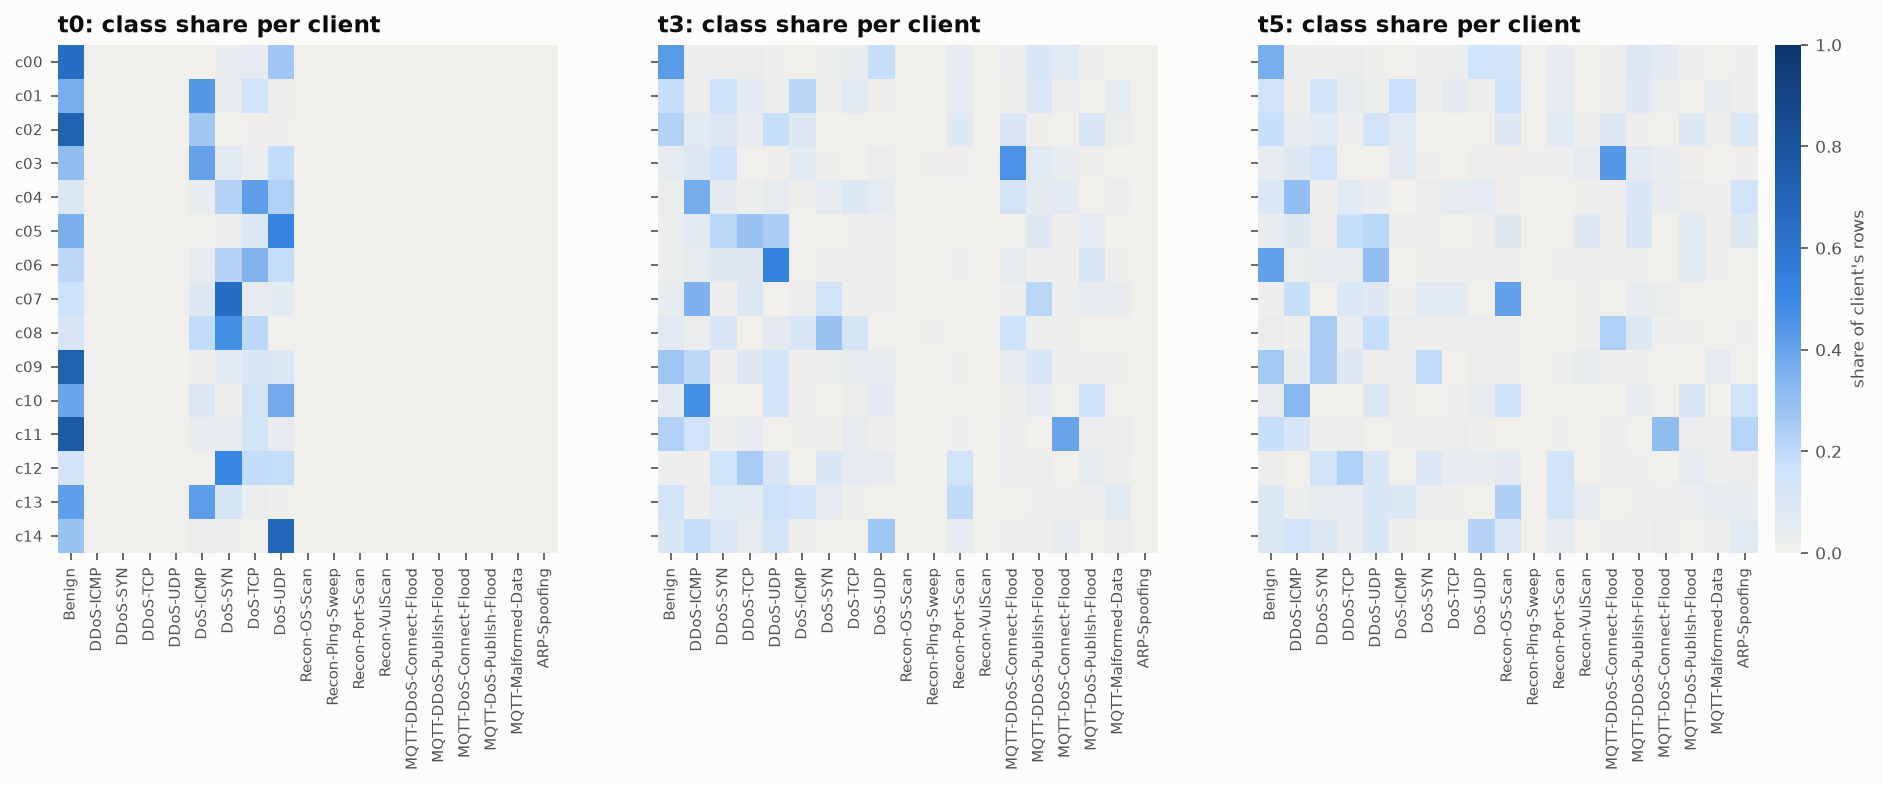 t0: class share per client
t3: class share per client
t5: class share per client
c00
c01
c02
c03
c04
c05
c06
c07
c08
c09
c10
c11
c12
c13
c14
Benign
DDoS-ICMP
DDoS-SYN
DDoS-TCP
DDoS-UDP
DoS-ICMP
DoS-SYN
DoS-TCP
DoS-UDP
Recon-OS-Scan
Recon-Ping-Sweep
Recon-Port-Scan
Recon-VulScan
MQTT-DDoS-Connect-Flood
MQTT-DDoS-Publish-Flood
MQTT-DoS-Connect-Flood
MQTT-DoS-Publish-Flood
MQTT-Malformed-Data
ARP-Spoofing
Benign
DDoS-ICMP
DDoS-SYN
DDoS-TCP
DDoS-UDP
DoS-ICMP
DoS-SYN
DoS-TCP
DoS-UDP
Recon-OS-Scan
Recon-Ping-Sweep
Recon-Port-Scan
Recon-VulScan
MQTT-DDoS-Connect-Flood
MQTT-DDoS-Publish-Flood
MQTT-DoS-Connect-Flood
MQTT-DoS-Publish-Flood
MQTT-Malformed-Data
ARP-Spoofing
Benign
DDoS-ICMP
DDoS-SYN
DDoS-TCP
DDoS-UDP
DoS-ICMP
DoS-SYN
DoS-TCP
DoS-UDP
Recon-OS-Scan
Recon-Ping-Sweep
Recon-Port-Scan
Recon-VulScan
MQTT-DDoS-Connect-Flood
MQTT-DDoS-Publish-Flood
MQTT-DoS-Connect-Flood
MQTT-DoS-Publish-Flood
MQTT-Malformed-Data
ARP-Spoofing
1.0
0.8
0.6
0.4
0.2
0.0
share of client's rows